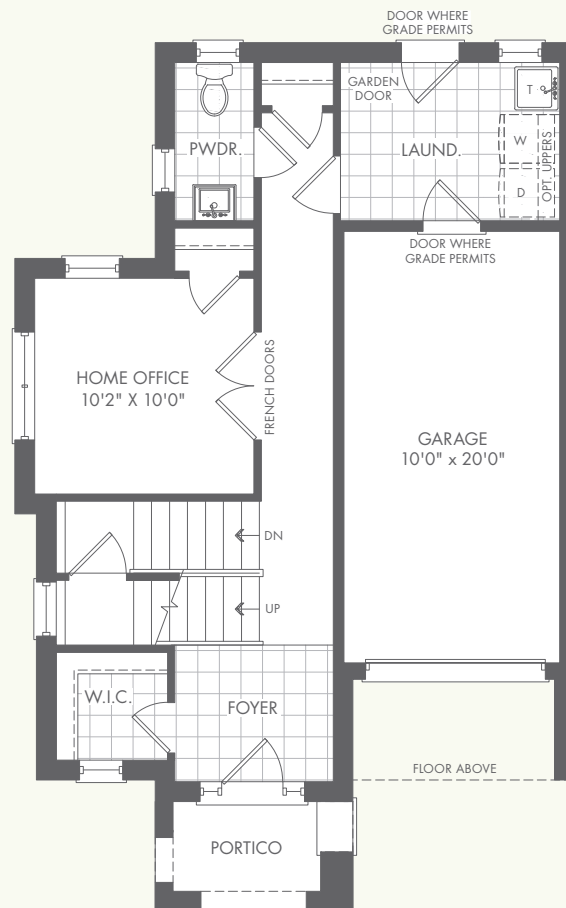 DOOR WHERE
GRADE PERMITS
GARDEN
DOOR
T
PWDR.
LAUND.
W
OPT. UPPERS
D
DOOR WHERE
GRADE PERMITS
FRENCH DOORS
HOME OFFICE
10'2" X 10'0"
GARAGE
10'0" x 20'0"
DN
UP
W.I.C.
FOYER
FLOOR ABOVE
PORTICO